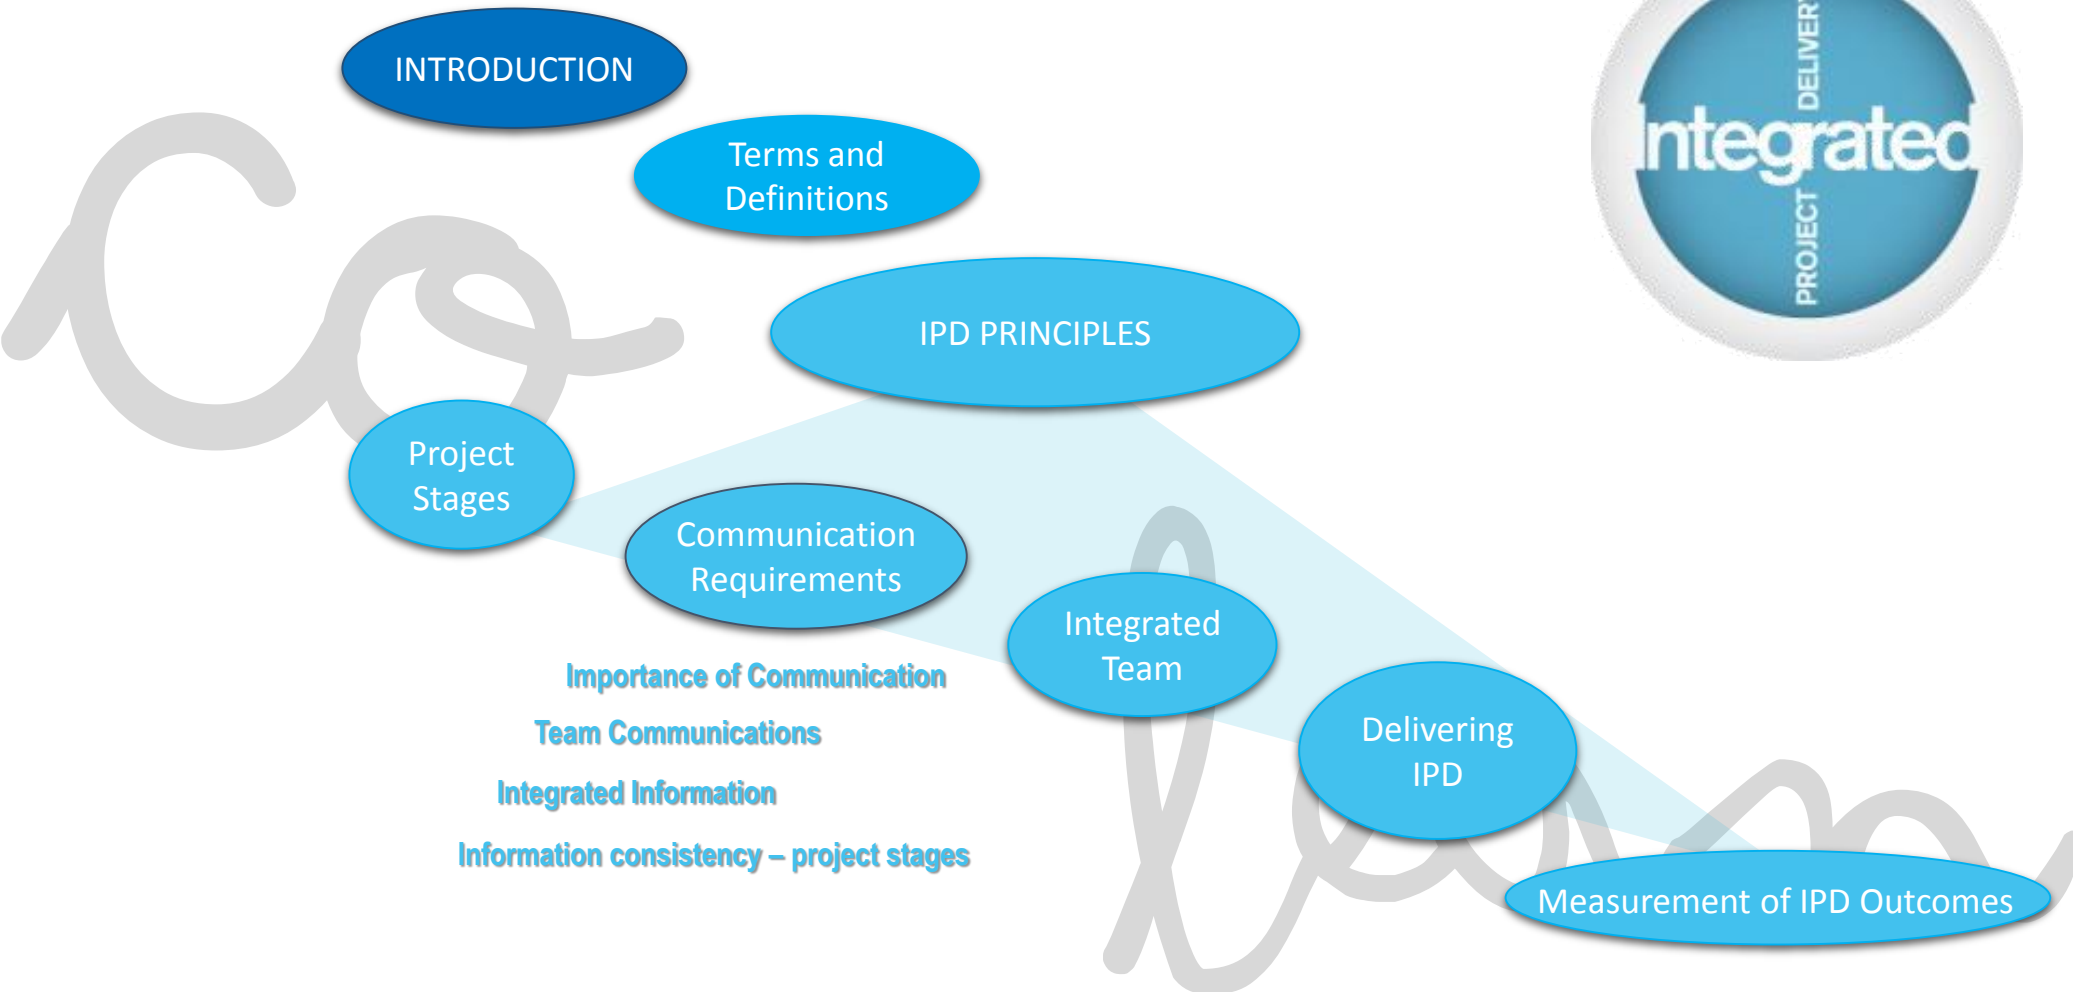 INTRODUCTION
Terms and
Definitions
IPD PRINCIPLES
Project
Stages
Communication
Requirements
Integrated
Team
Delivering
IPD
Measurement of IPD Outcomes
Importance of Communication
Team Communications
Integrated Information
Information consistency – project stages
Integrated
PROJECT DELIVERY
Co